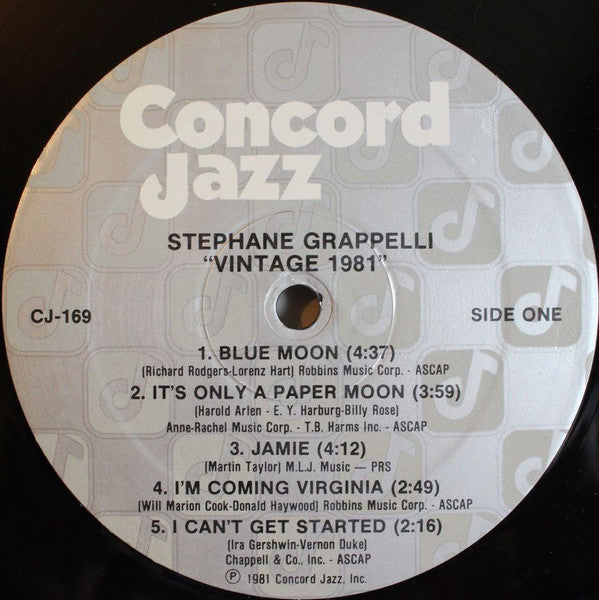 Concord
Jazz
STEPHANE GRAPPELLI
"VINTAGE 1981"
CJ-169
SIDE ONE
1. BLUE MOON (4:37)
(Richard Rodgers-Lorenz Hart) Robbins Music Corp. - ASCAP
2. IT'S ONLY A PAPER MOON (3:59)
(Harold Arlen - E. Y. Harburg-Billy Rose)
Anne-Rachel Music Corp. - T.B. Harms Inc. - ASCAP
3. JAMIE (4:12)
(Martin Taylor) M.L.J. Music — PRS
4. I'M COMING VIRGINIA (2:49)
(Will Marion Cook-Donald Haywood) Robbins Music Corp. - ASCAP
5. I CAN'T GET STARTED (2:16)
(Ira Gershwin-Vernon Duke)
Chappell & Co., Inc. - ASCAP
℗ 1981 Concord Jazz, Inc.